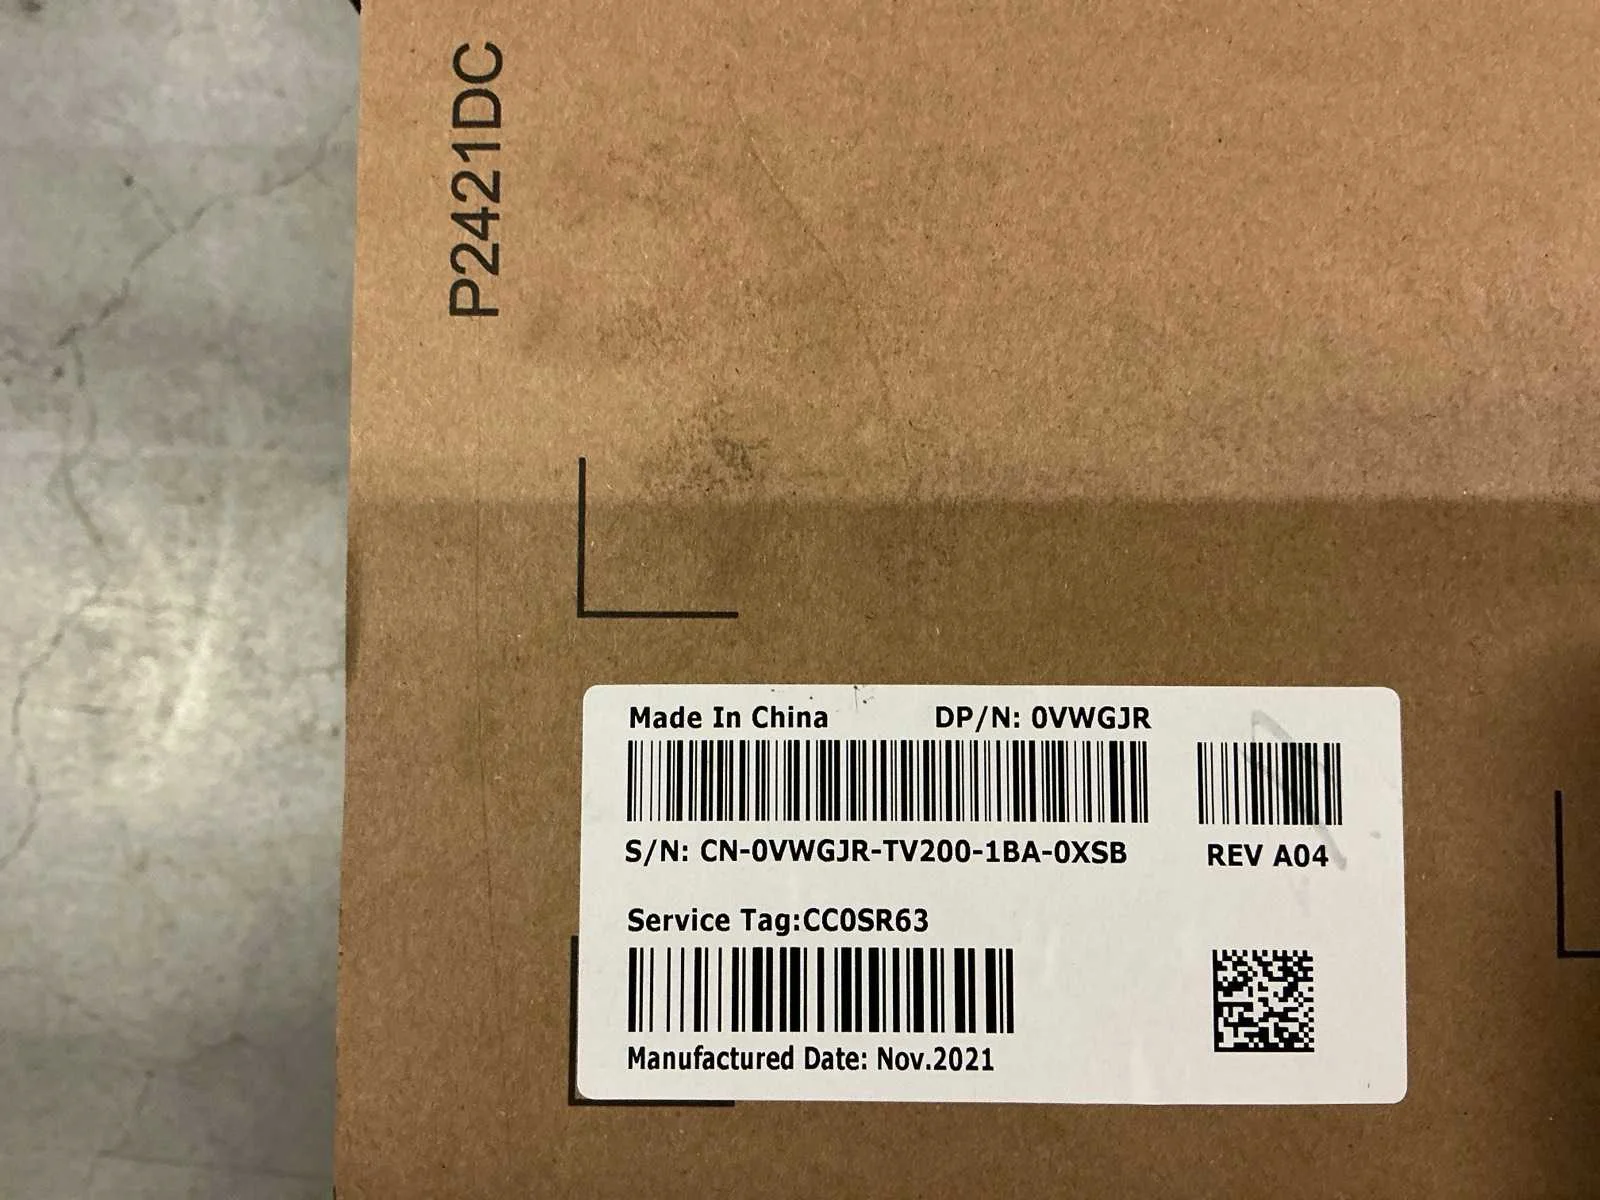 P2421DC
Made In China DP/N: 0VWGJR
S/N: CN-0VWGJR-TV200-1BA-0XSB
REV A04
Service Tag:CC0SR63
Manufactured Date: Nov.2021